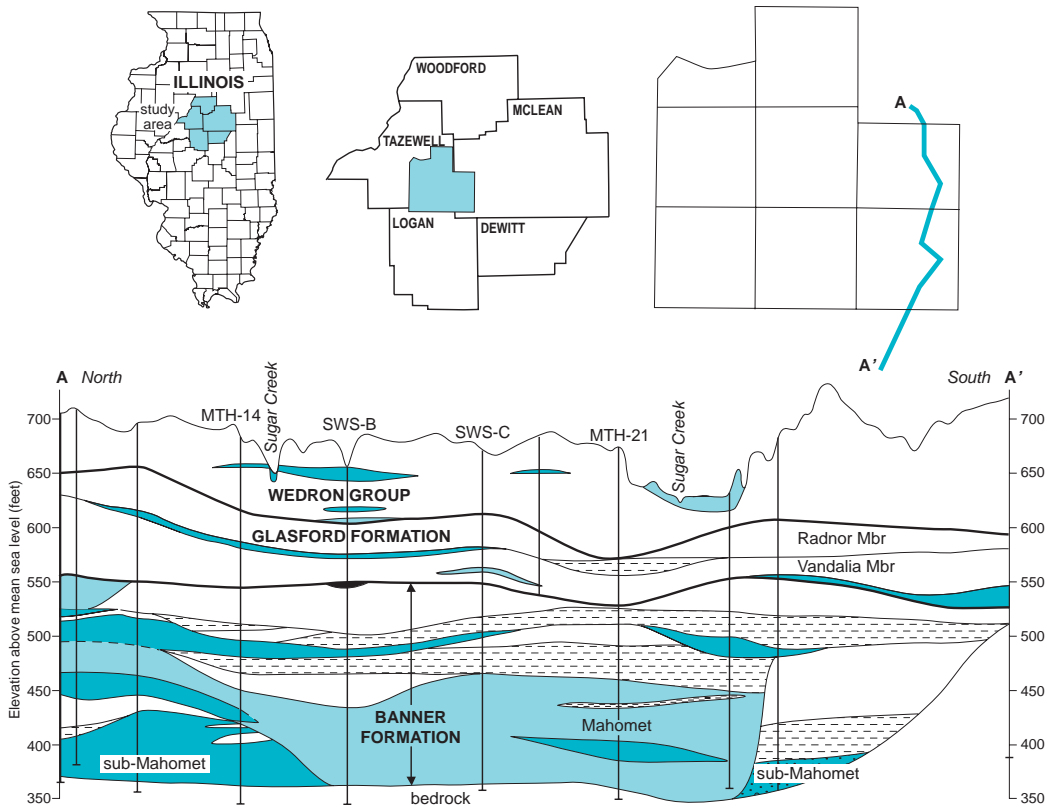 ILLINOIS
study
area
WOODFORD
MCLEAN
TAZEWELL
LOGAN
DEWITT
A
A'
A North
South A'
MTH-14
Sugar Creek
SWS-B
SWS-C
MTH-21
Sugar Creek
Elevation above mean sea level (feet)
700
650
600
550
500
450
400
350
700
650
600
550
500
450
400
350
WEDRON GROUP
GLASFORD FORMATION
Radnor Mbr
Vandalia Mbr
BANNER
FORMATION
Mahomet
sub-Mahomet
sub-Mahomet
bedrock